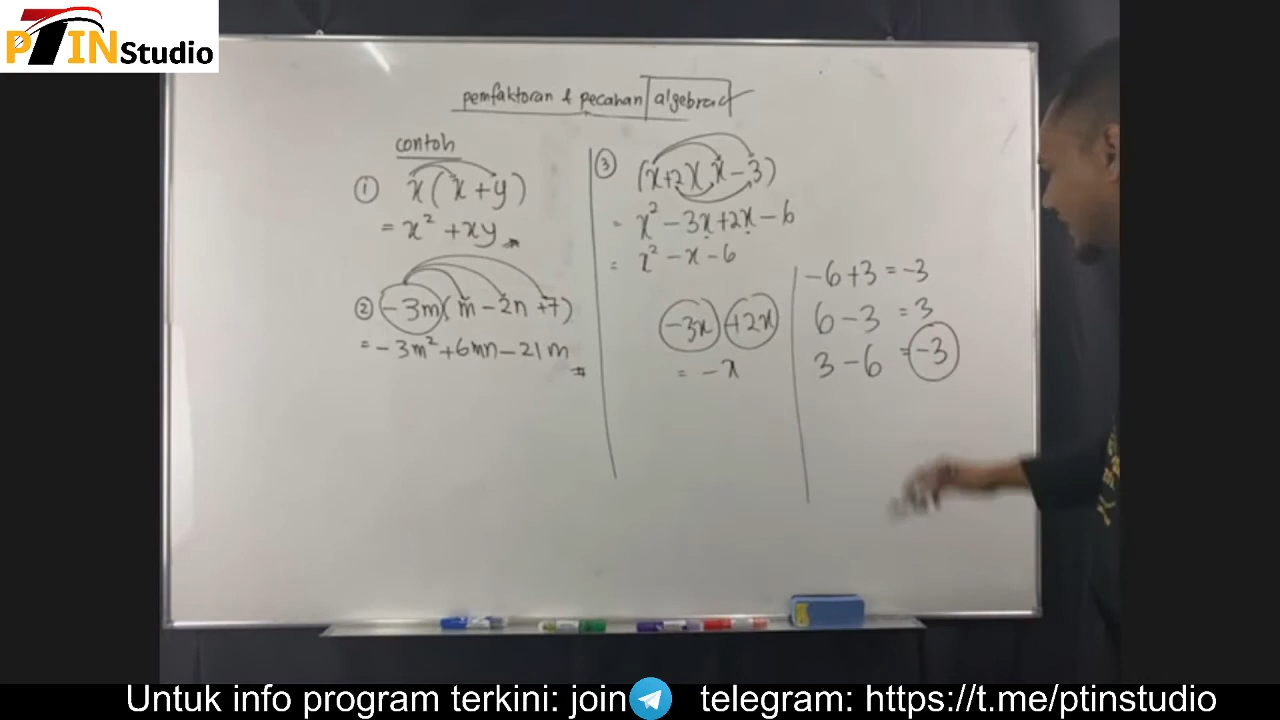 PTIN Studio
pemfaktoran & pecahan algebra
contoh
① x(x+y)
= x² + xy
② -3m(m - 2n + 7)
= -3m² + 6mn - 21m
③ (x+2)(x-3)
= x² - 3x + 2x - 6
= x² - x - 6
-3x +2x
= -x
-6+3 = -3
6-3 = 3
3-6 = -3
Untuk info program terkini: join telegram: https://t.me/ptinstudio